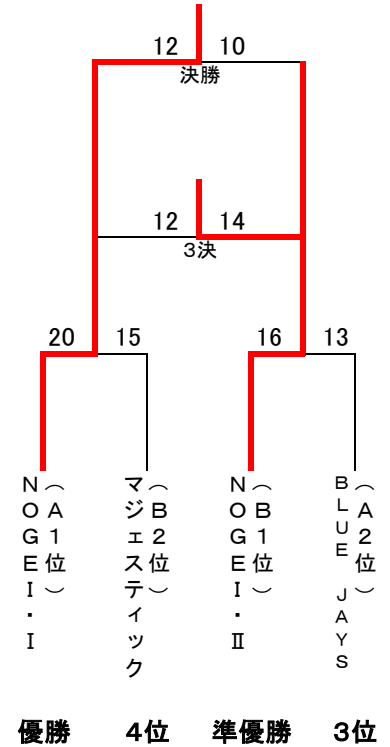 12 10
決勝
12 14
3決
20 15 16 13
NOGEI・Ⅰ
（A1位）
マジェスティック
（B2位）
NOGEI・Ⅱ
（B1位）
BLUE JAYS
（A2位）
優勝 4位 準優勝 3位